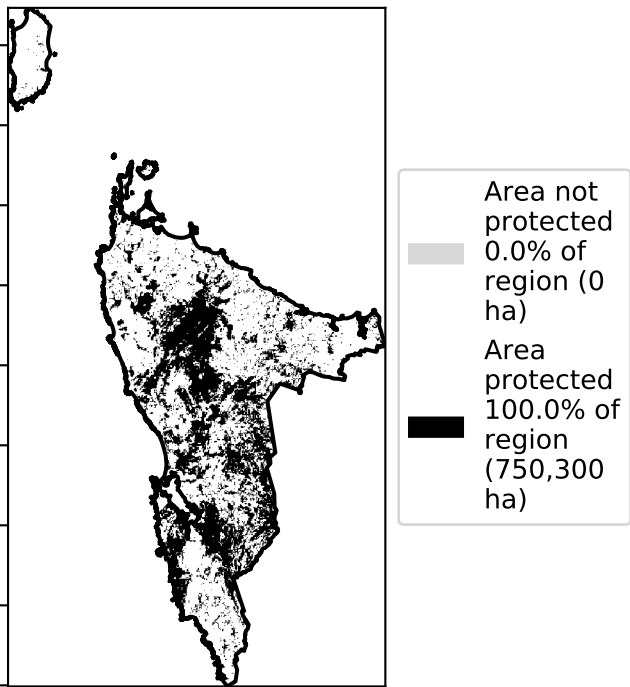 Area not
protected
0.0% of
region (0
ha)
Area
protected
100.0% of
region
(750,300
ha)